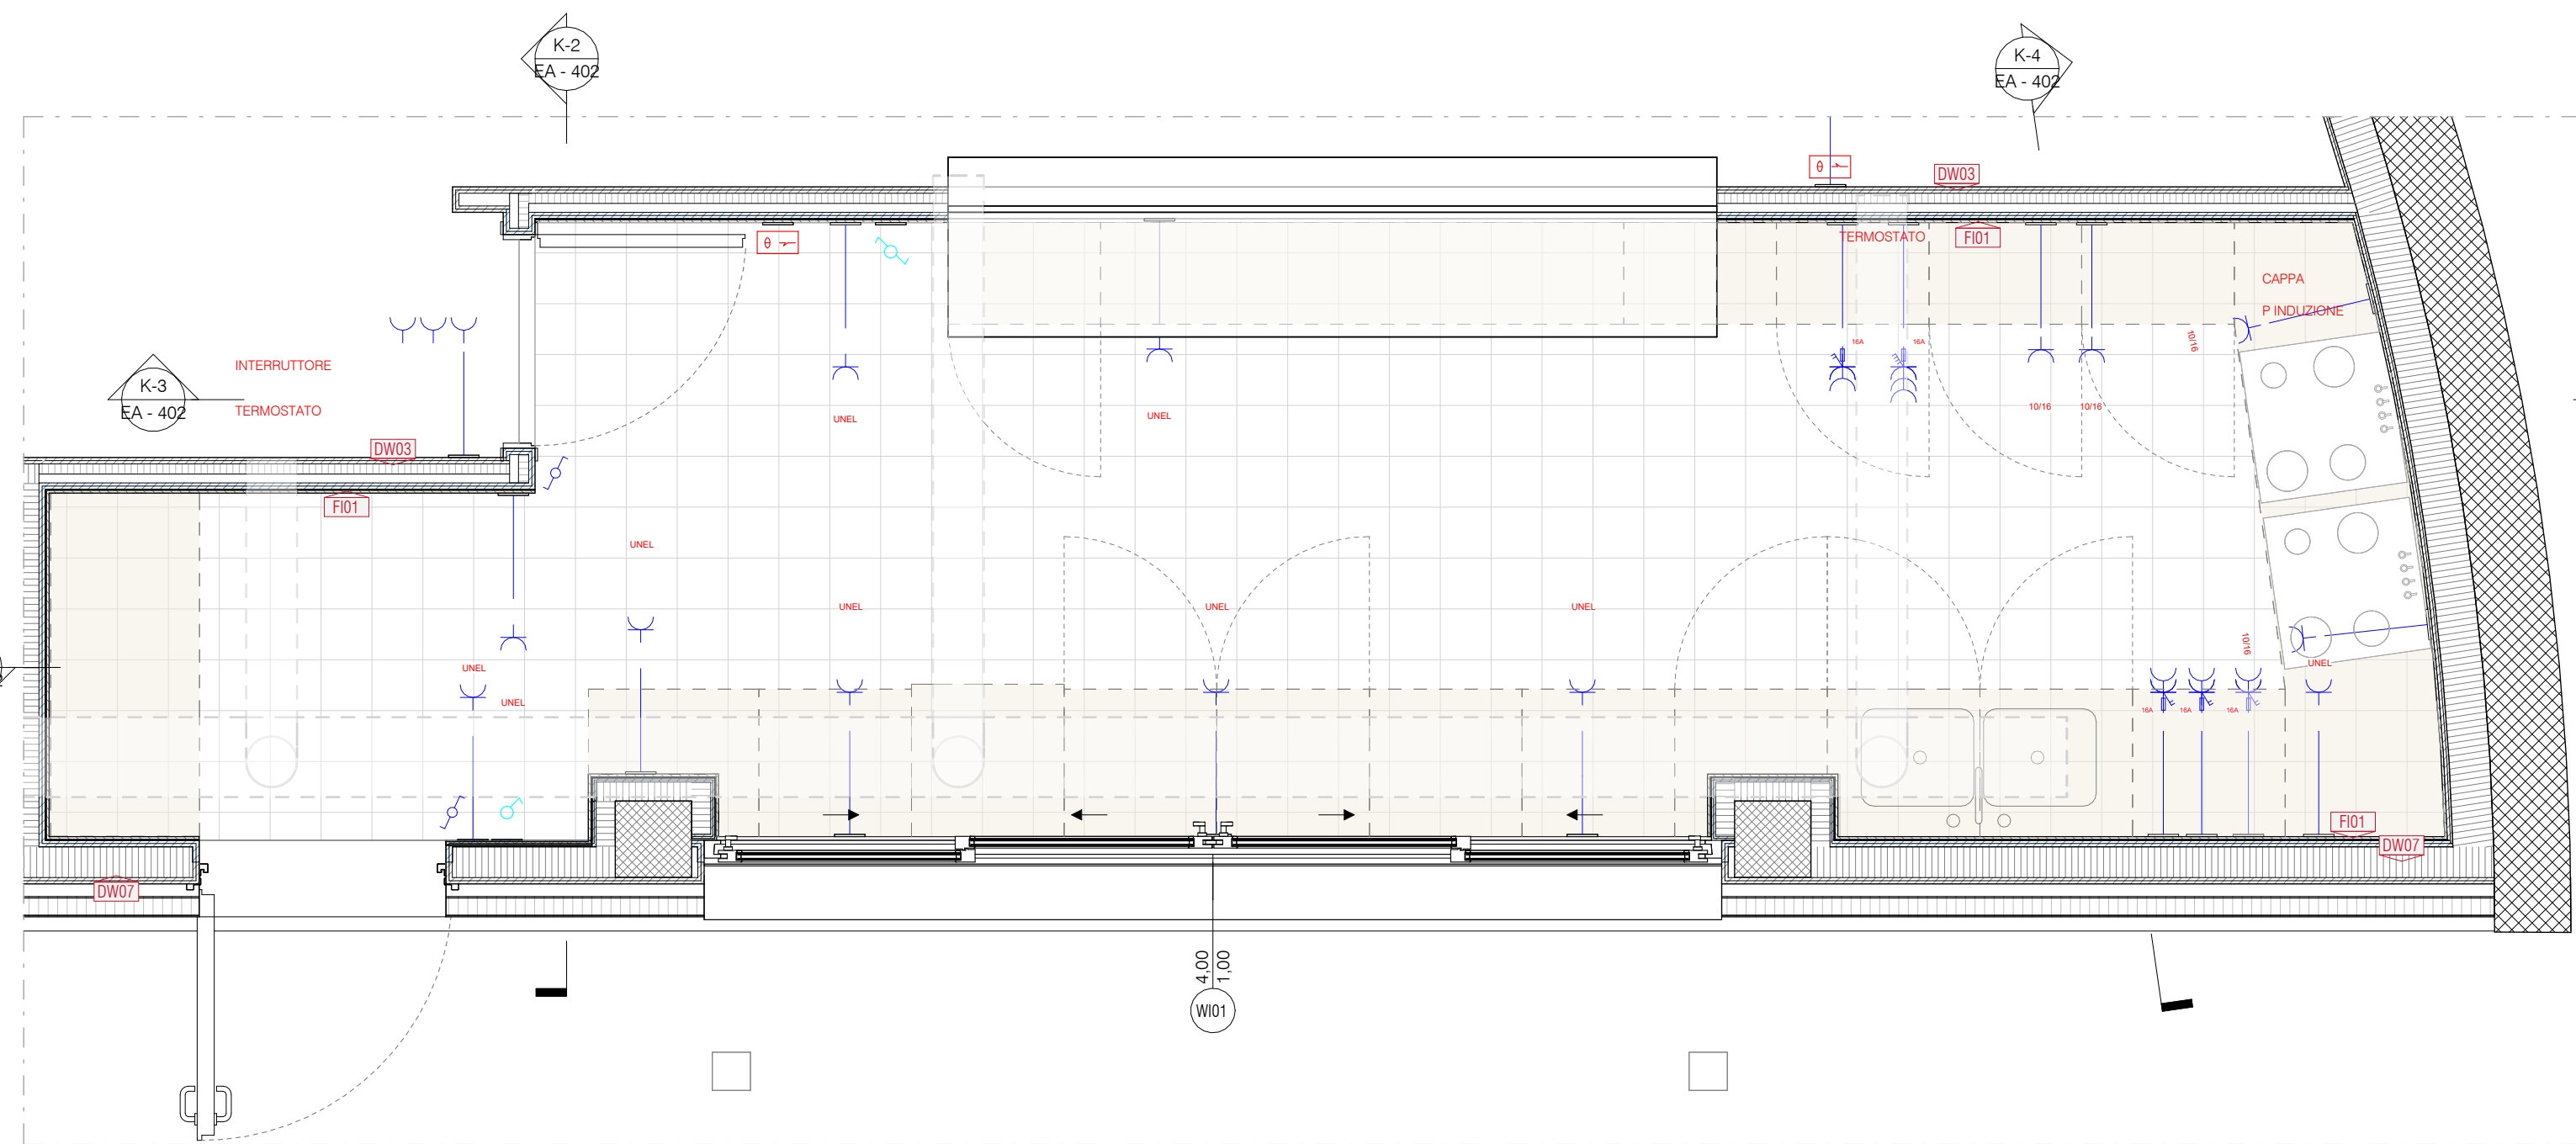 K-2
EA - 402
K-4
EA - 402
DW03
θ
θ
TERMOSTATO
FI01
CAPPA
P INDUZIONE
INTERRUTTORE
K-3
EA - 402
TERMOSTATO
16A
16A
10/16
10/16
10/16
UNEL
UNEL
DW03
FI01
UNEL
UNEL
UNEL
UNEL
10/16
UNEL
UNEL
UNEL
16A
16A
16A
FI01
DW07
DW07
4,00
1,00
WI01